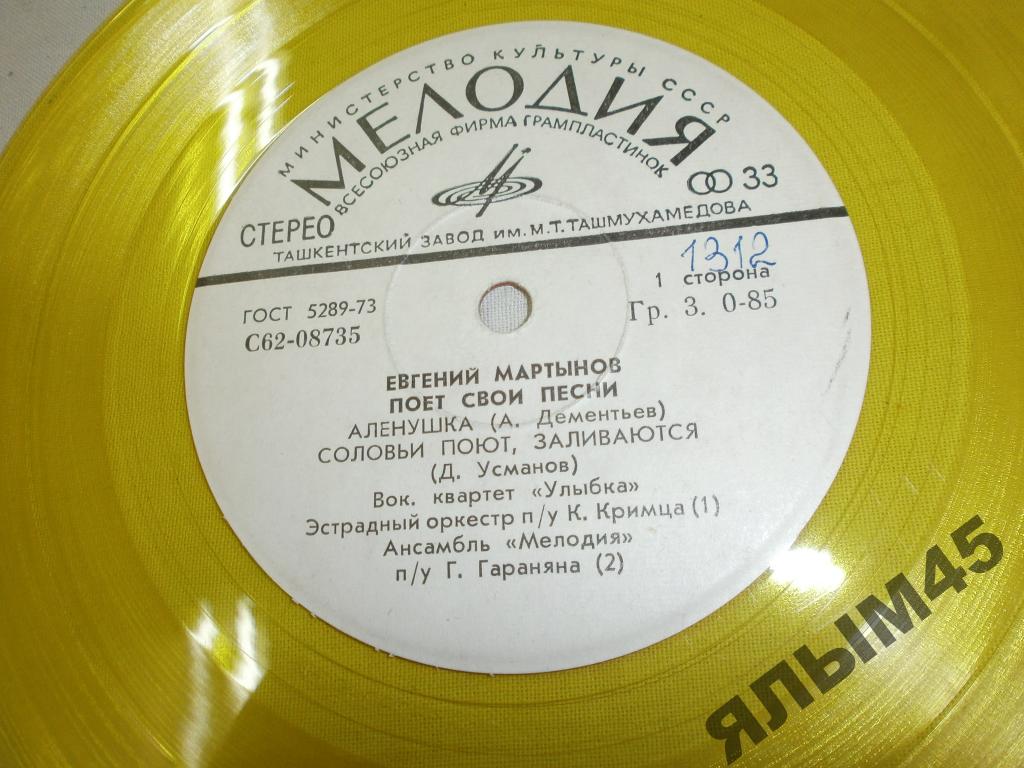 МИНИСТЕРСТВО КУЛЬТУРЫ СССР
МЕЛОДИЯ
ВСЕСОЮЗНАЯ ФИРМА ГРАМПЛАСТИНОК
СТЕРЕО
33
ТАШКЕНТСКИЙ ЗАВОД ИМ. М.Т. ТАШМУХАМЕДОВА
1312
ГОСТ 5289-73
1 сторона
С62-08735
Гр. 3. 0-85
ЕВГЕНИЙ МАРТЫНОВ
ПОЕТ СВОИ ПЕСНИ
АЛЕНУШКА (А. Дементьев)
СОЛОВЬИ ПОЮТ, ЗАЛИВАЮТСЯ
(Д. Усманов)
Вок. квартет «Улыбка»
Эстрадный оркестр п/у К. Кримца (1)
Ансамбль «Мелодия»
п/у Г. Гараняна (2)
ЯЛЫМ45